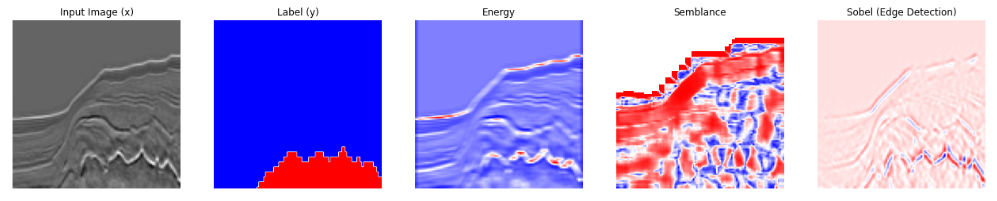 Input Image (x)
Label (y)
Energy
Semblance
Sobel (Edge Detection)